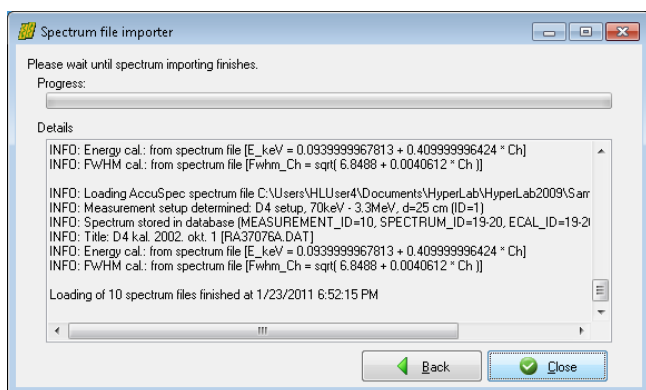 Spectrum file importer
Please wait until spectrum importing finishes.
Progress:
Details
INFO: Energy cal.: from spectrum file [E_keV = 0.0939999967813 + 0.409999996424 * Ch]
INFO: FWHM cal.: from spectrum file [Fwhm_Ch = sqrt( 6.8488 + 0.0040612 * Ch )]
INFO: Loading AccuSpec spectrum file C:\Users\HLUser4\Documents\HyperLab\HyperLab2009\Sam
INFO: Measurement setup determined: D4 setup, 70keV - 3.3MeV, d=25 cm (ID=1)
INFO: Spectrum stored in database (MEASUREMENT_ID=10, SPECTRUM_ID=19-20, ECAL_ID=19-20
INFO: Title: D4 kal. 2002. okt. 1 [RA37076A.DAT]
INFO: Energy cal.: from spectrum file [E_keV = 0.0939999967813 + 0.409999996424 * Ch]
INFO: FWHM cal.: from spectrum file [Fwhm_Ch = sqrt( 6.8488 + 0.0040612 * Ch )]
Loading of 10 spectrum files finished at 1/23/2011 6:52:15 PM
Back
Close